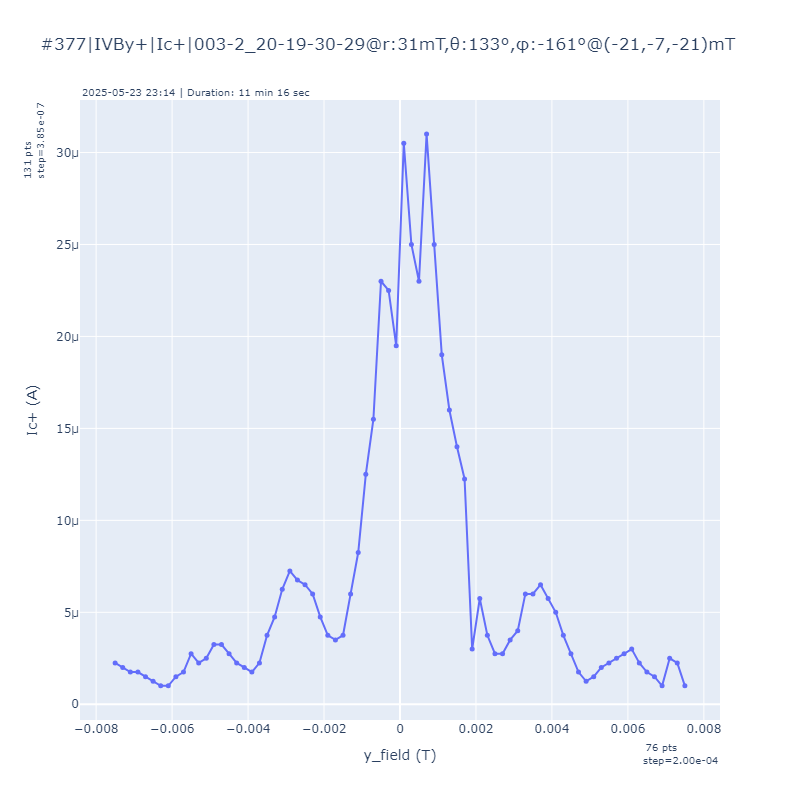 #377|IVBy+|Ic+|003-2_20-19-30-29@r:31mT,θ:133°,φ:-161°@(-21,-7,-21)mT
2025-05-23 23:14 | Duration: 11 min 16 sec
131 pts
step=3.85e-07
30μ
25μ
20μ
15μ
10μ
5μ
0
Ic+ (A)
−0.008
−0.006
−0.004
−0.002
0
0.002
0.004
0.006
0.008
y_field (T)
76 pts
step=2.00e-04